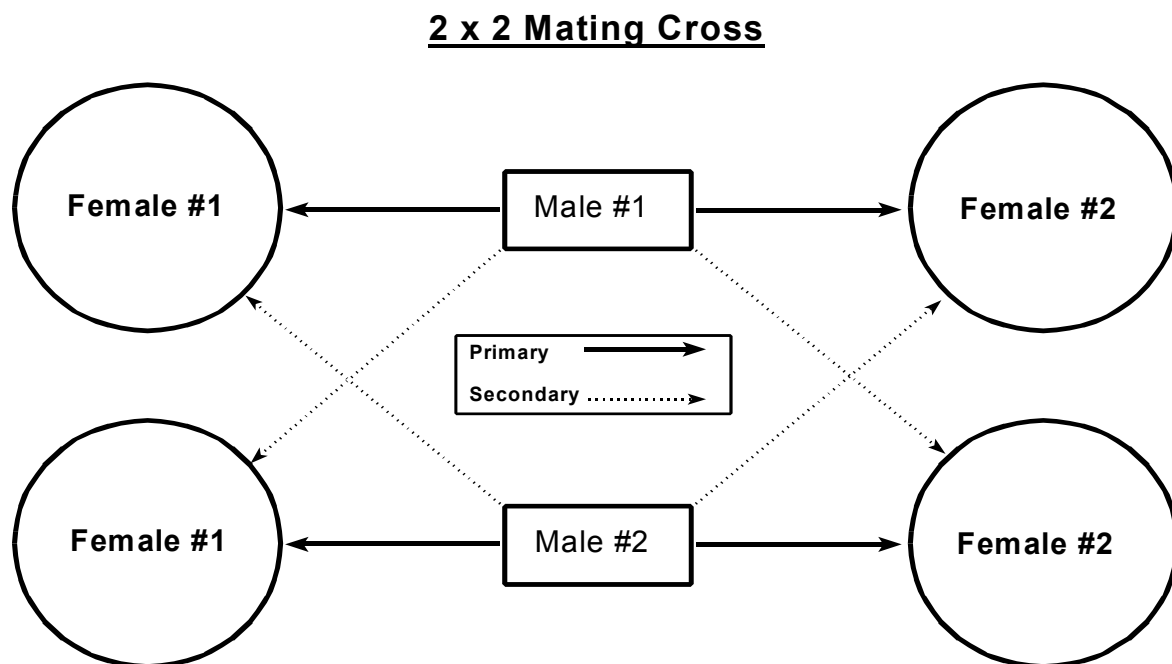 2 x 2 Mating Cross
Female #1
Male #1
Female #2
Primary
Secondary
Female #1
Male #2
Female #2